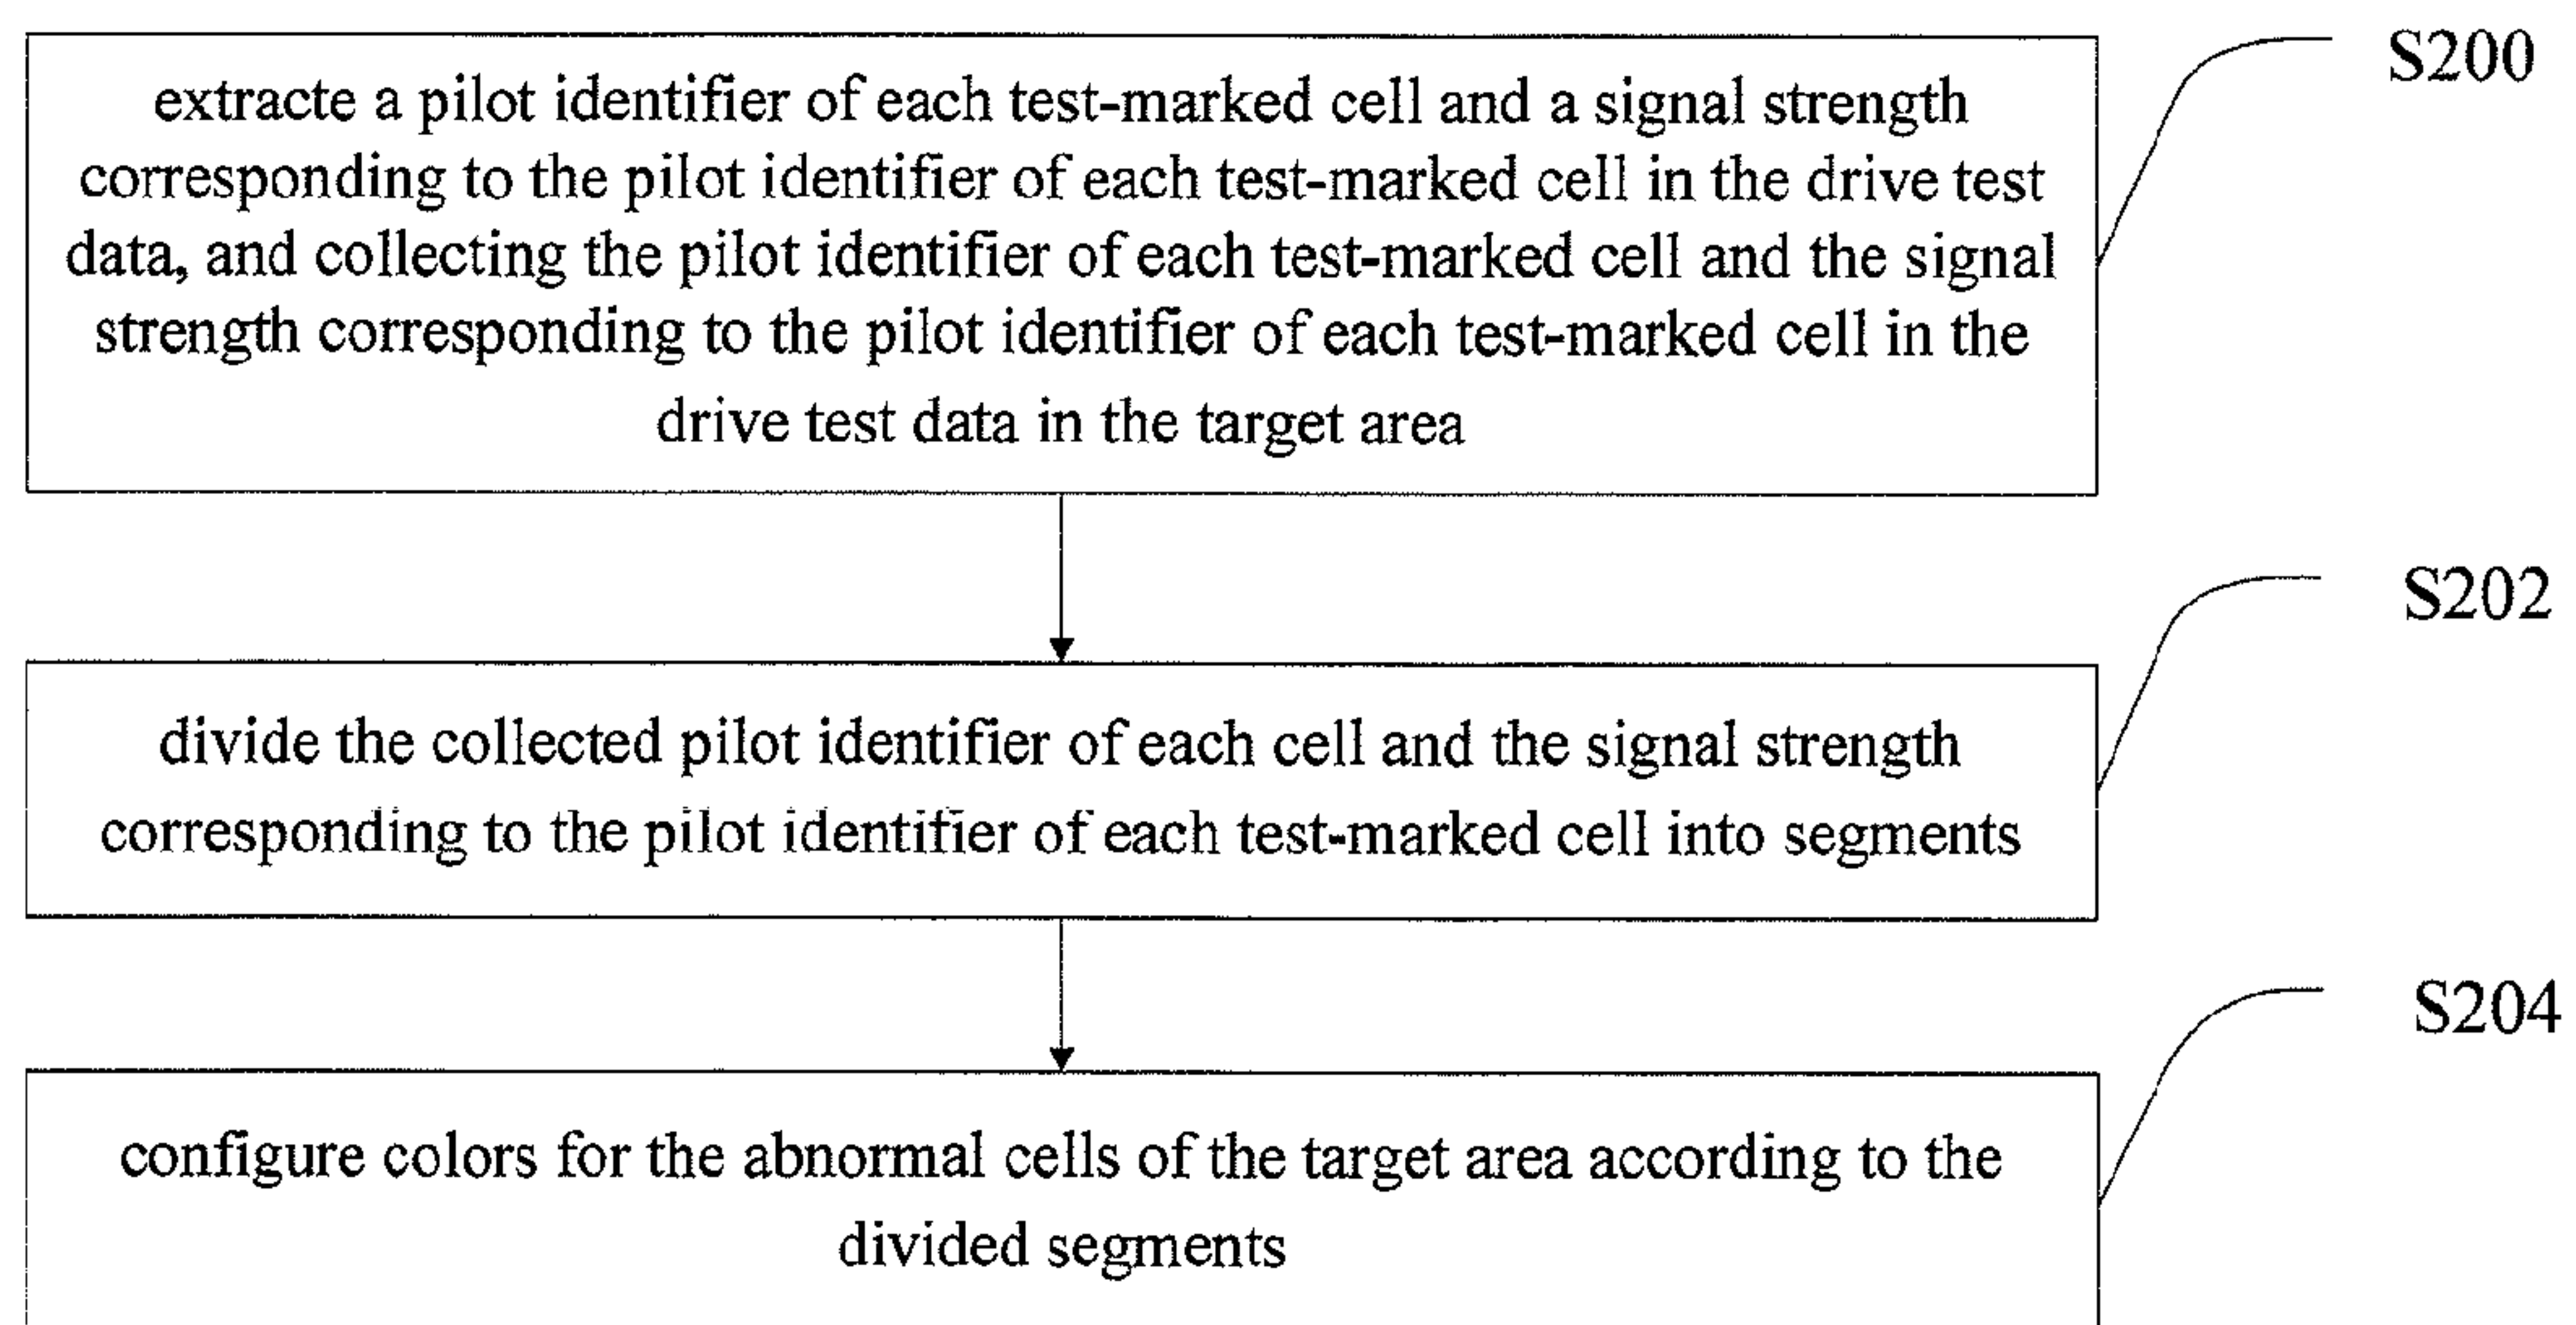 extracte a pilot identifier of each test-marked cell and a signal strength
corresponding to the pilot identifier of each test-marked cell in the drive test
data, and collecting the pilot identifier of each test-marked cell and the signal
strength corresponding to the pilot identifier of each test-marked cell in the
drive test data in the target area
S200
divide the collected pilot identifier of each cell and the signal strength
corresponding to the pilot identifier of each test-marked cell into segments
S202
configure colors for the abnormal cells of the target area according to the
divided segments
S204